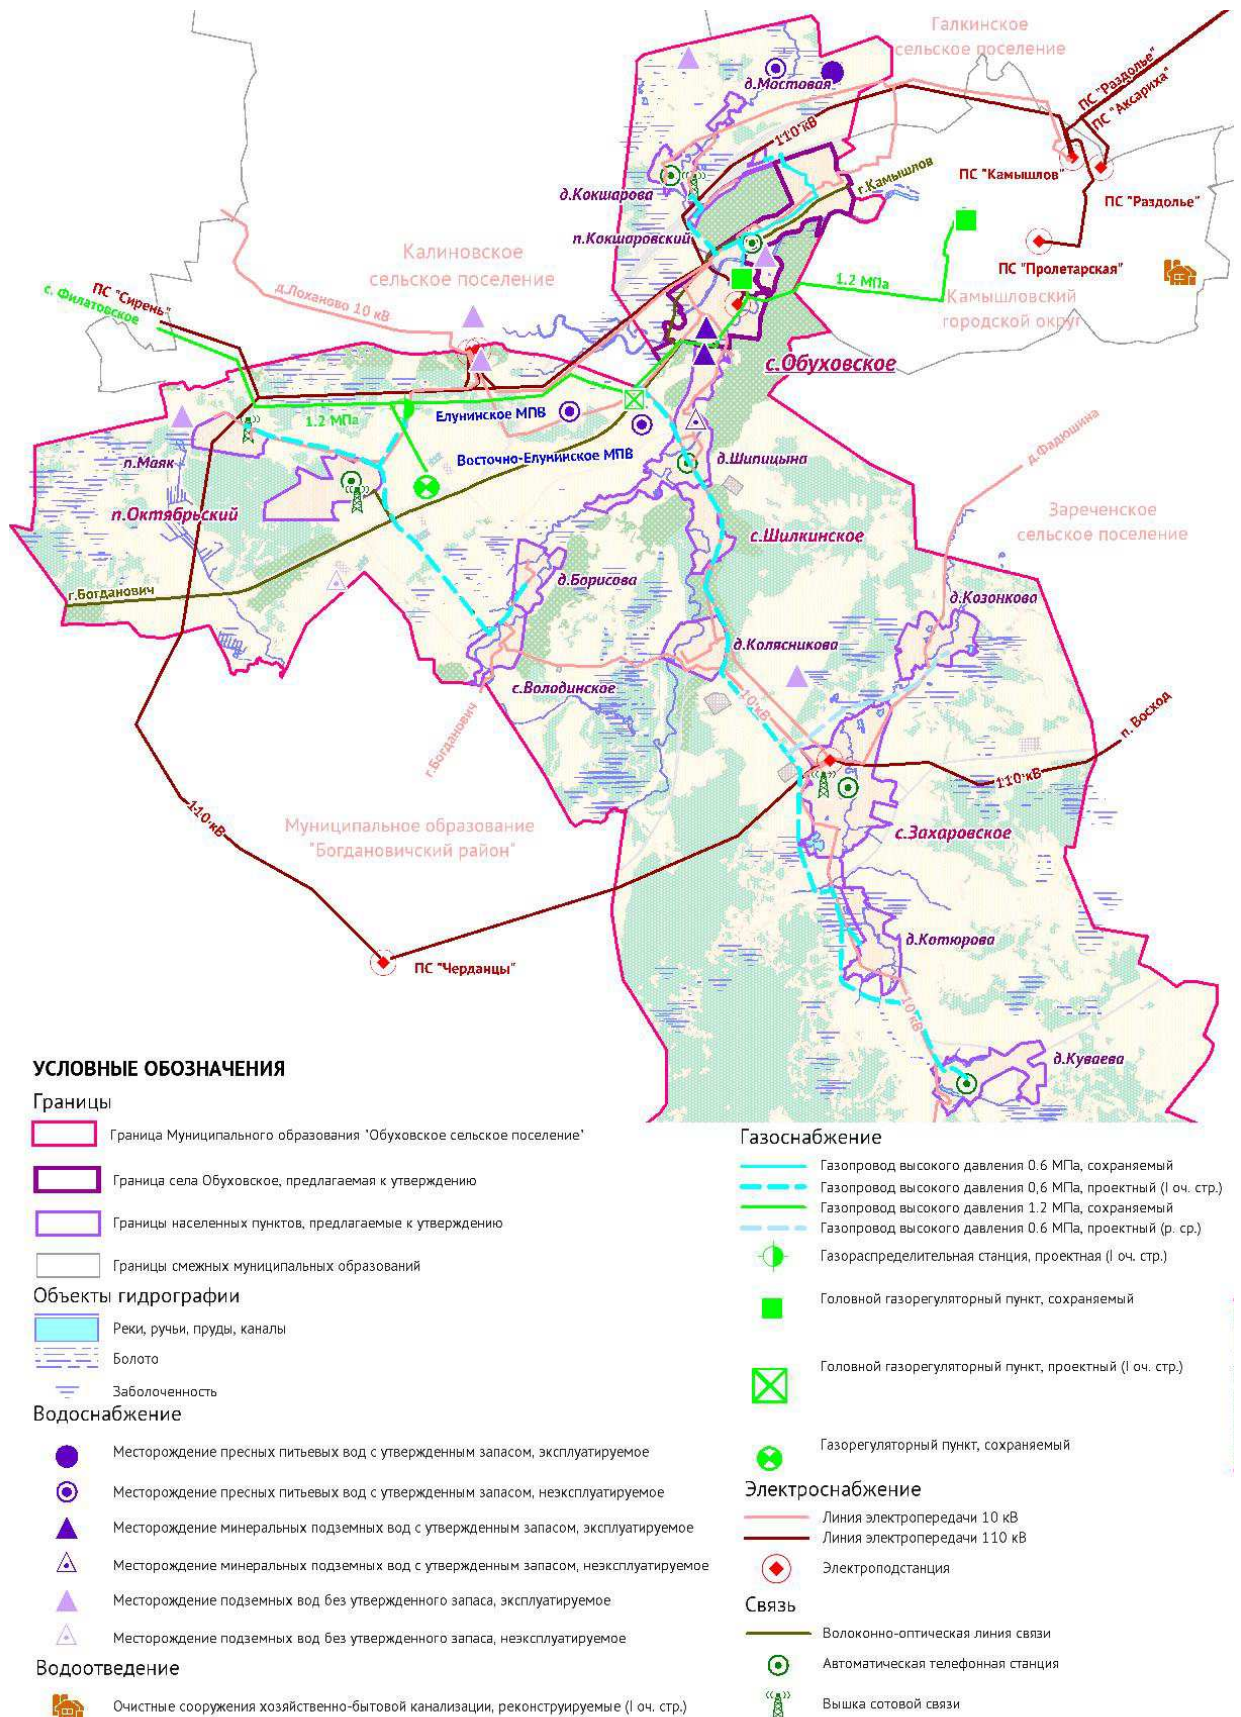 Галкинское
сельское поселение
ПС "Раздолье"
ПС "Аксариха"
д.Мостовая
110 кВ
ПС "Камышлов"
г.Камышлов
ПС "Раздолье"
д.Кокшарова
п.Кокшаровский
ПС "Пролетарская"
Калиновское
сельское поселение
1.2 МПа
Камышловский
городской округ
ПС "Сирень"
с. Филатовское
д.Лоханово 10 кВ
с.Обуховское
1.2 МПа
Елунинское МПВ
Восточно-Елунинское МПВ
п.Маяк
д.Шипицына
д.Фадюшина
п.Октябрьский
Зареченское
сельское поселение
с.Шилкинское
г.Богданович
д.Борисова
д.Козонкова
д.Колясникова
с.Володинское
10 кВ
г.Богданович
п. Восход
110 кВ
110 кВ
Муниципальное образование
"Богдановичский район"
с.Захаровское
д.Котюрова
ПС "Черданцы"
10 кВ
д.Куваева
УСЛОВНЫЕ ОБОЗНАЧЕНИЯ
Границы
Граница Муниципального образования "Обуховское сельское поселение"
Граница села Обуховское, предлагаемая к утверждению
Границы населенных пунктов, предлагаемые к утверждению
Границы смежных муниципальных образований
Объекты гидрографии
Реки, ручьи, пруды, каналы
Болото
Заболоченность
Водоснабжение
Месторождение пресных питьевых вод с утвержденным запасом, эксплуатируемое
Месторождение пресных питьевых вод с утвержденным запасом, неэксплуатируемое
Месторождение минеральных подземных вод с утвержденным запасом, эксплуатируемое
Месторождение минеральных подземных вод с утвержденным запасом, неэксплуатируемое
Месторождение подземных вод без утвержденного запаса, эксплуатируемое
Месторождение подземных вод без утвержденного запаса, неэксплуатируемое
Водоотведение
Очистные сооружения хозяйственно-бытовой канализации, реконструируемые (I оч. стр.)
Газоснабжение
Газопровод высокого давления 0.6 МПа, сохраняемый
Газопровод высокого давления 0,6 МПа, проектный (I оч. стр.)
Газопровод высокого давления 1.2 МПа, сохраняемый
Газопровод высокого давления 0.6 МПа, проектный (р. ср.)
Газораспределительная станция, проектная (I оч. стр.)
Головной газорегуляторный пункт, сохраняемый
Головной газорегуляторный пункт, проектный (I оч. стр.)
Газорегуляторный пункт, сохраняемый
Электроснабжение
Линия электропередачи 10 кВ
Линия электропередачи 110 кВ
Электроподстанция
Связь
Волоконно-оптическая линия связи
Автоматическая телефонная станция
Вышка сотовой связи